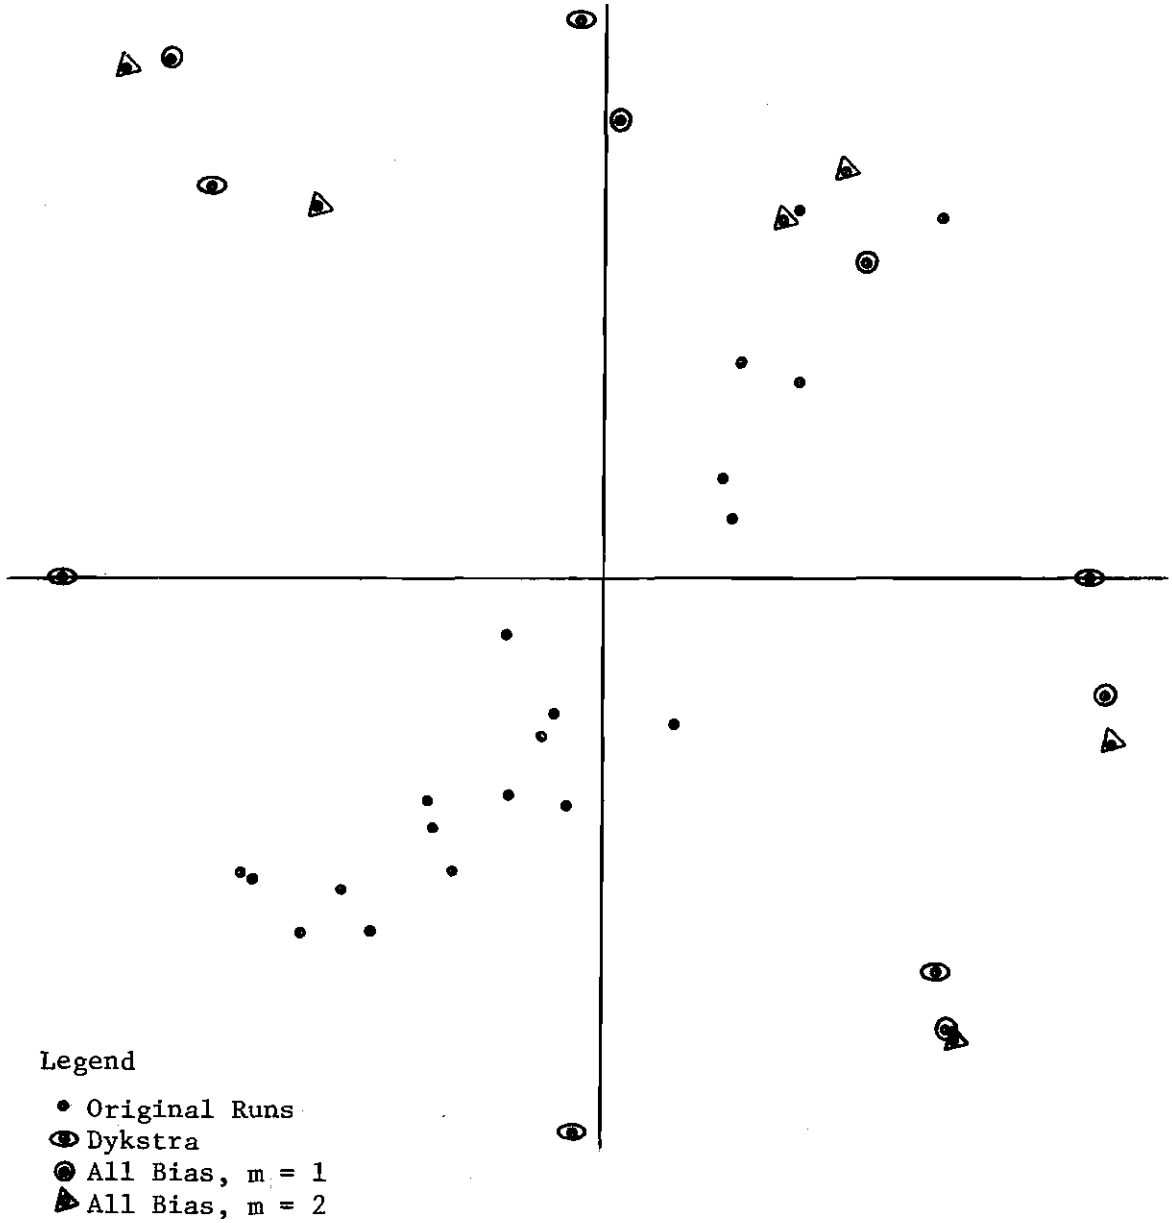 Legend
Original Runs
Dykstra
All Bias, m = 1
All Bias, m = 2